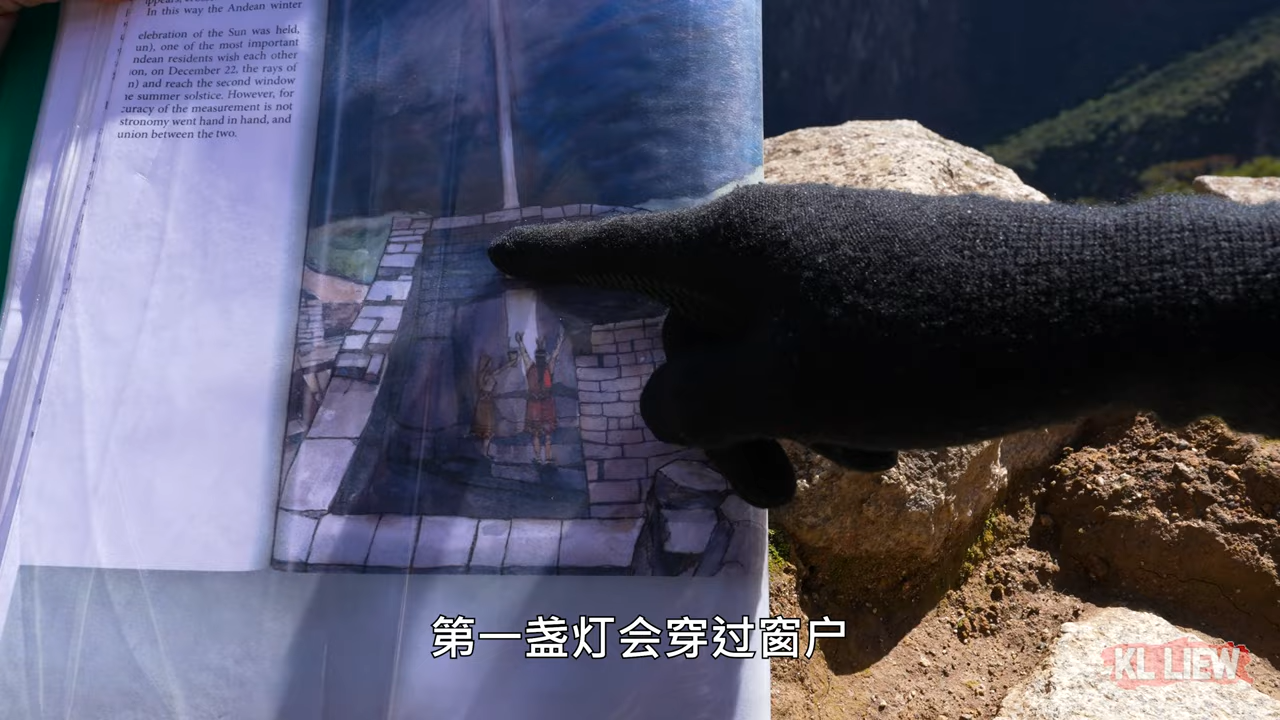 In this way the Andean winter
elebration of the Sun was held,
un), one of the most important
ndean residents wish each other
on, on December 22, the rays of
n) and reach the second window
e summer solstice. However, for
curacy of the measurement is not
stronomy went hand in hand, and
union between the two.
第一盏灯会穿过窗户
KL LIEW